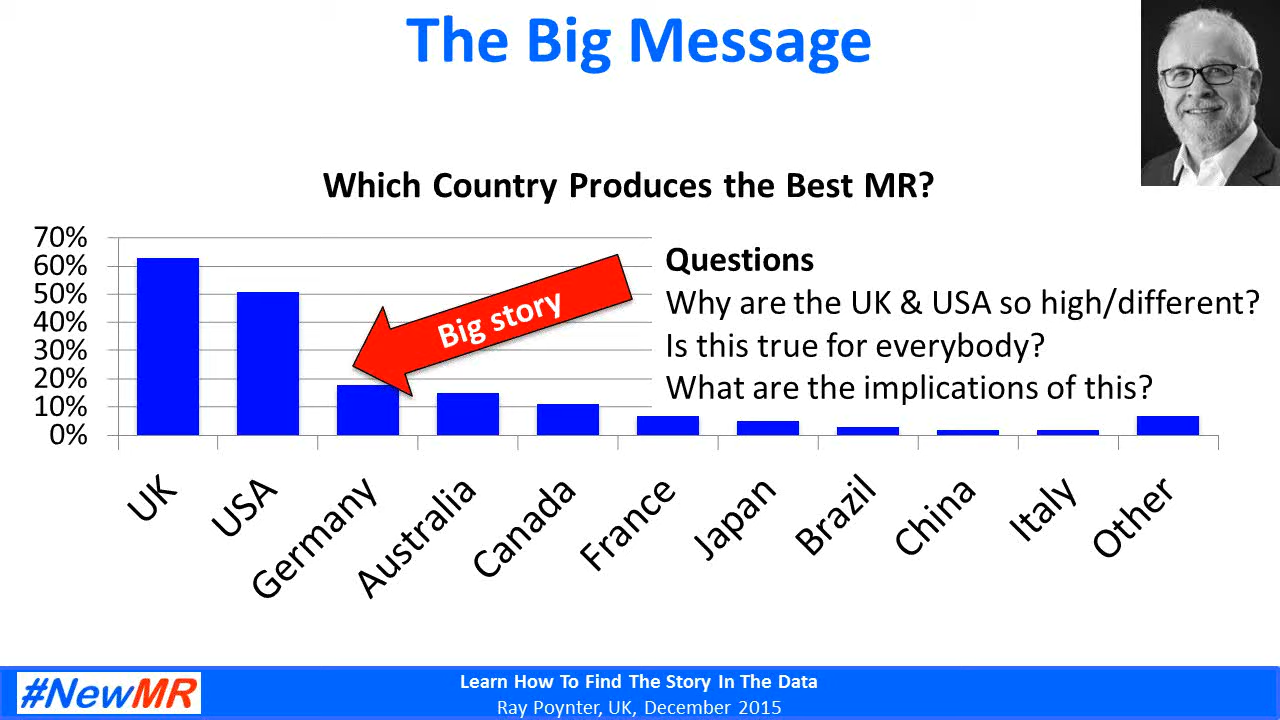 The Big Message
Which Country Produces the Best MR?
70%
60%
50%
40%
30%
20%
10%
0%
Big story
Questions
Why are the UK & USA so high/different?
Is this true for everybody?
What are the implications of this?
UK
USA
Germany
Australia
Canada
France
Japan
Brazil
China
Italy
Other
#NewMR
Learn How To Find The Story In The Data
Ray Poynter, UK, December 2015